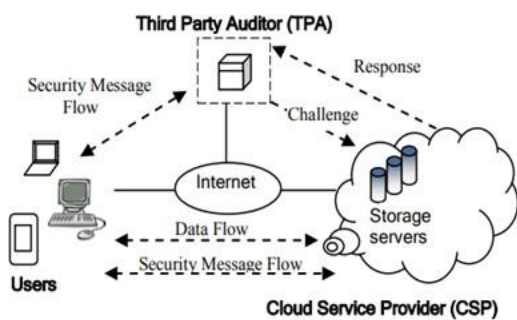 Third Party Auditor (TPA)
Security Message
Flow
Response
Challenge
Internet
Storage
servers
Data Flow
Security Message Flow
Users
Cloud Service Provider (CSP)